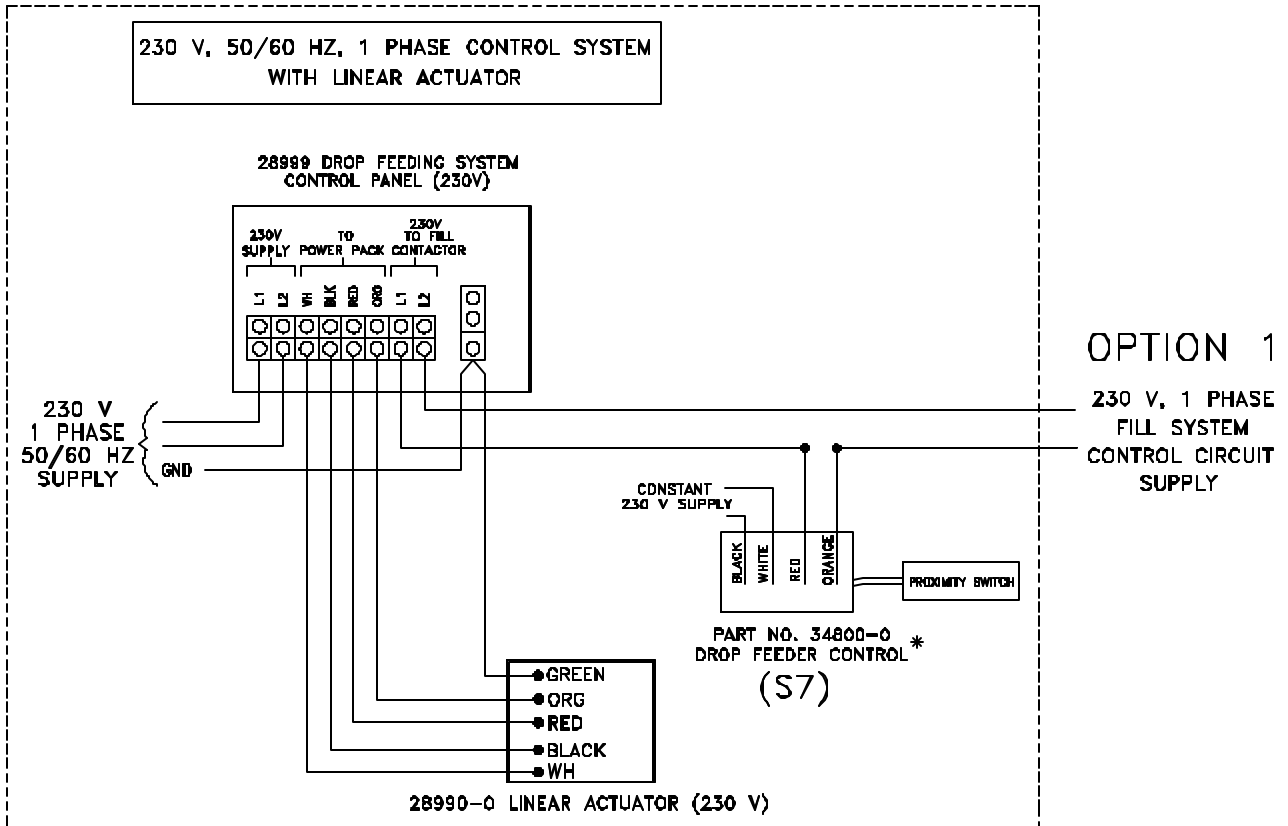 230 V, 50/60 HZ, 1 PHASE CONTROL SYSTEM
WITH LINEAR ACTUATOR
28999 DROP FEEDING SYSTEM
CONTROL PANEL (230V)
230V
SUPPLY
TO
POWER PACK
230V
TO FILL
CONTACTOR
L1
L2
WH
BLK
RED
ORG
L1
L2
230 V
1 PHASE
50/60 HZ
SUPPLY
GND
OPTION 1
230 V, 1 PHASE
FILL SYSTEM
CONTROL CIRCUIT
SUPPLY
CONSTANT
230 V SUPPLY
BLACK
WHITE
RED
ORANGE
PROXIMITY SWITCH
PART NO. 34800-0
DROP FEEDER CONTROL *
(S7)
GREEN
ORG
RED
BLACK
WH
28990-0 LINEAR ACTUATOR (230 V)